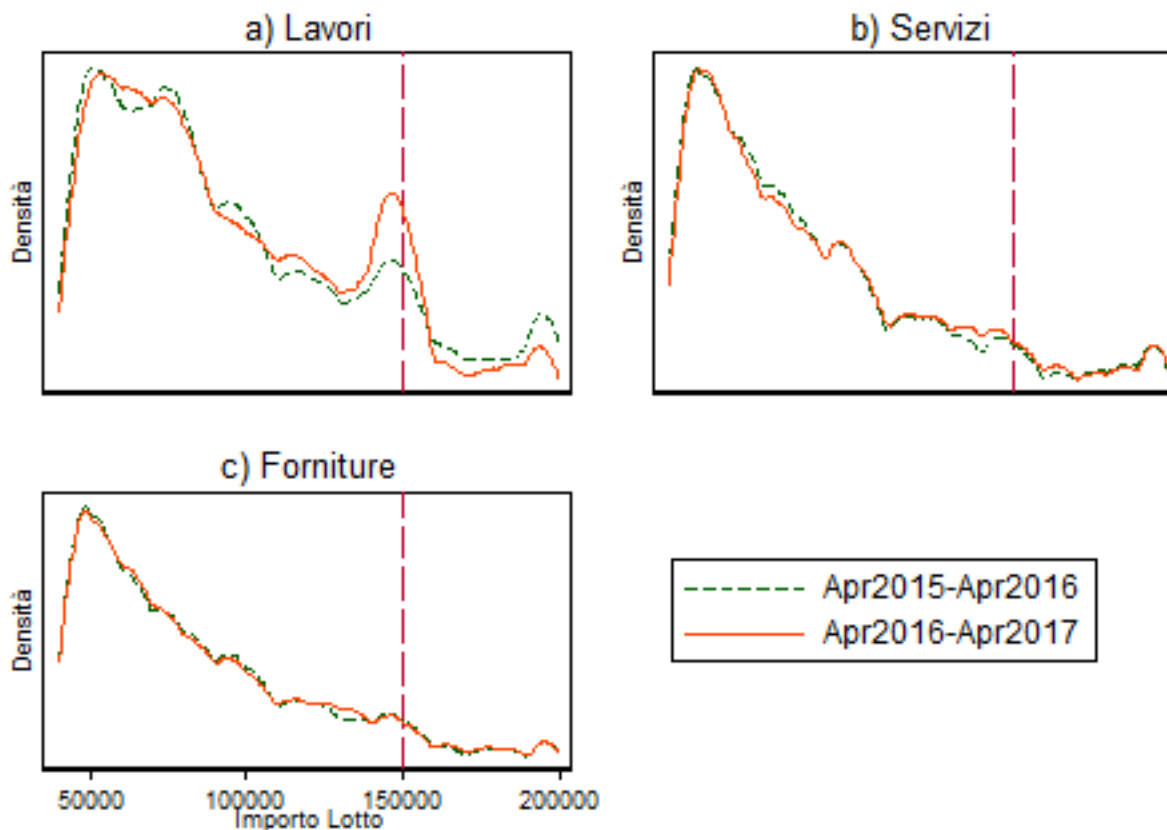 a) Lavori
b) Servizi
Densità
Densità
c) Forniture
Densità
50000 100000 150000 200000
Importo Lotto
Apr2015-Apr2016
Apr2016-Apr2017